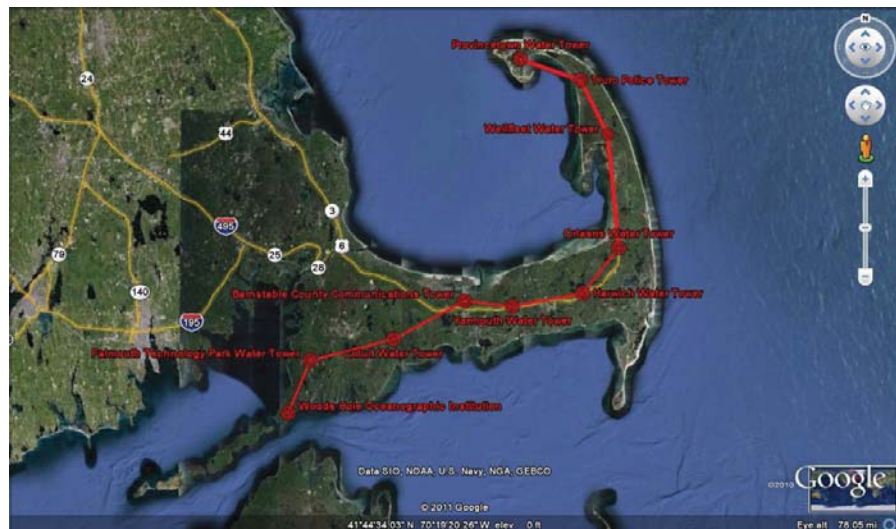 N
Provincetown Water Tower
Truro Police Tower
24
Wellfleet Water Tower
44
3
495
6
Orleans Water Tower
79
25
28
140
Barnstable County Communications Tower
Harwich Water Tower
Yarmouth Water Tower
195
Falmouth Technology Park Water Tower
Water Tower
Woods Hole Oceanographic Institution
Data SIO, NOAA, U.S. Navy, NGA, GEBCO
©2010 Google
© 2011 Google
41°44'34.03" N 70°19'20.26" W elev 0 ft
Eye alt 78.05 mi